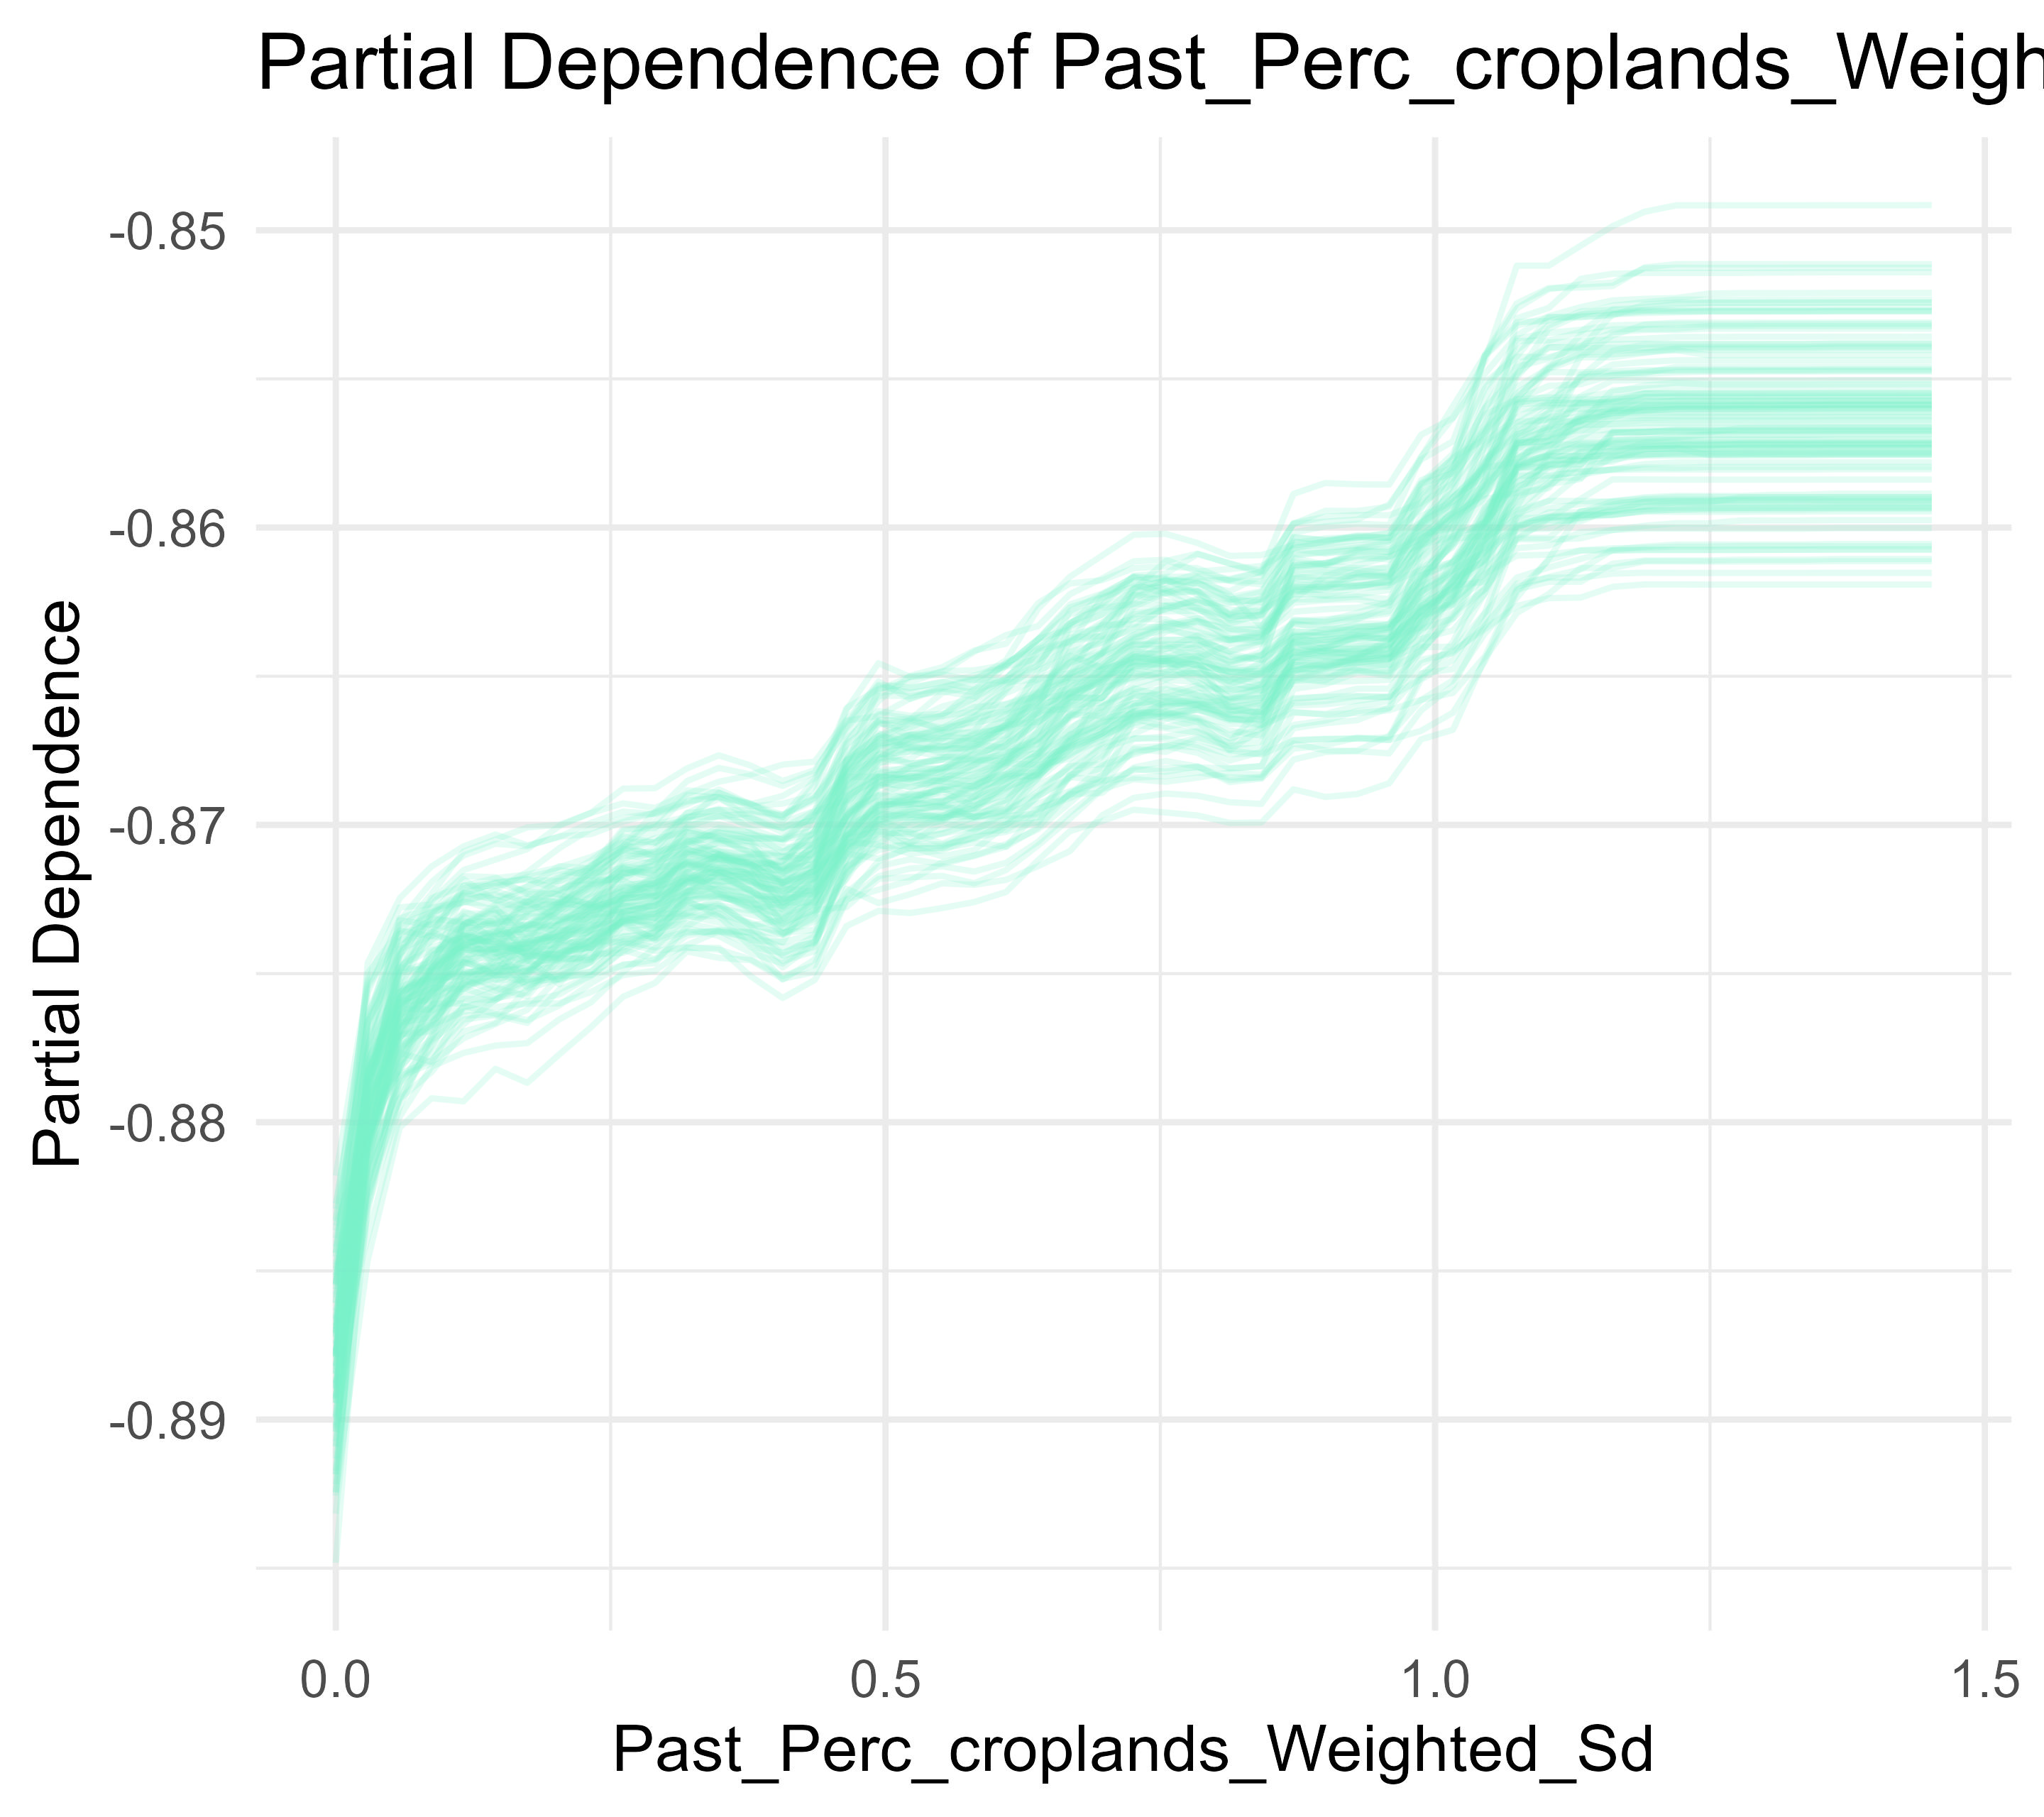 Partial Dependence of Past_Perc_croplands_Weigh
Partial Dependence
-0.85
-0.86
-0.87
-0.88
-0.89
0.0 0.5 1.0 1.5
Past_Perc_croplands_Weighted_Sd